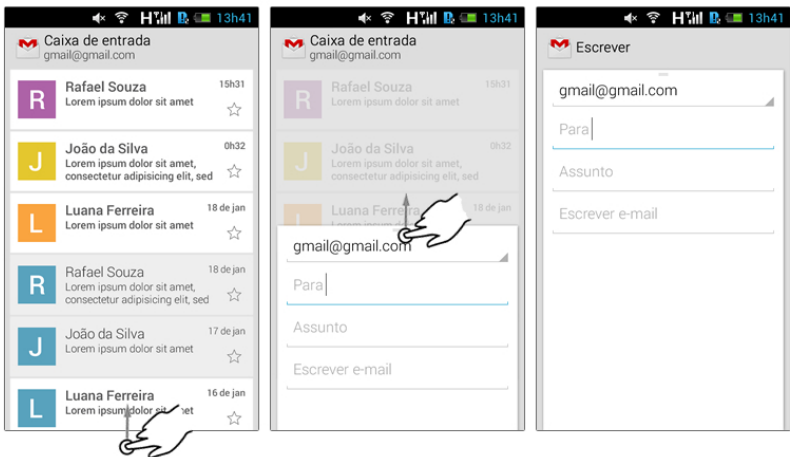 H 13h41
Caixa de entrada
gmail@gmail.com
R
Rafael Souza 15h31
Lorem ipsum dolor sit amet
J
João da Silva 0h32
Lorem ipsum dolor sit amet,
consectetur adipisicing elit, sed
L
Luana Ferreira 18 de jan
Lorem ipsum dolor sit amet
R
Rafael Souza 18 de jan
Lorem ipsum dolor sit amet,
consectetur adipisicing elit, sed
J
João da Silva 17 de jan
Lorem ipsum dolor sit amet
L
Luana Ferreira 16 de jan
Lorem ipsum dolor sit
H 13h41
Caixa de entrada
gmail@gmail.com
R
Rafael Souza 15h31
Lorem ipsum dolor sit amet
J
João da Silva 0h32
Lorem ipsum dolor sit amet,
consectetur adipisicing elit, sed
L
Luana Ferreira 18 de jan
gmail@gmail.com
Para
Assunto
Escrever e-mail
H 13h41
Escrever
gmail@gmail.com
Para
Assunto
Escrever e-mail